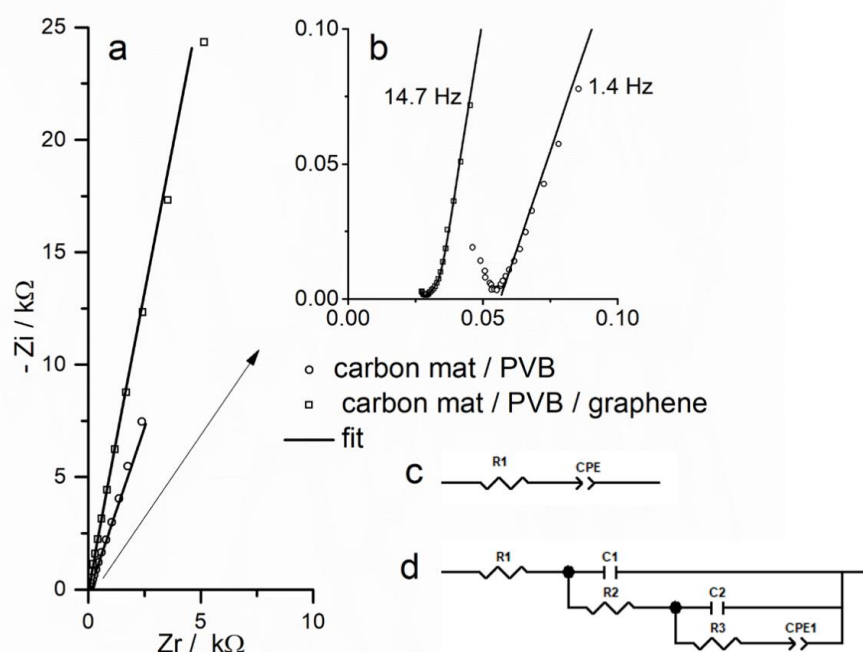 a
25
20
15
10
5
0
- Zi / kΩ
0
5
10
Zr / kΩ
b
0.10
0.05
0.00
0.00
0.05
0.10
14.7 Hz
1.4 Hz
carbon mat / PVB
carbon mat / PVB / graphene
fit
c
R1
CPE
d
R1
C1
R2
C2
R3
CPE1